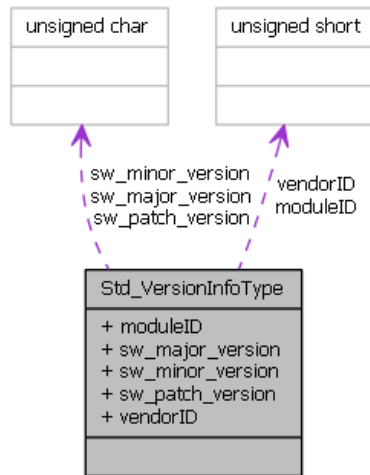 unsigned char
unsigned short
sw_minor_version
sw_major_version
sw_patch_version
vendorID
moduleID
Std_VersionInfoType
+ moduleID
+ sw_major_version
+ sw_minor_version
+ sw_patch_version
+ vendorID